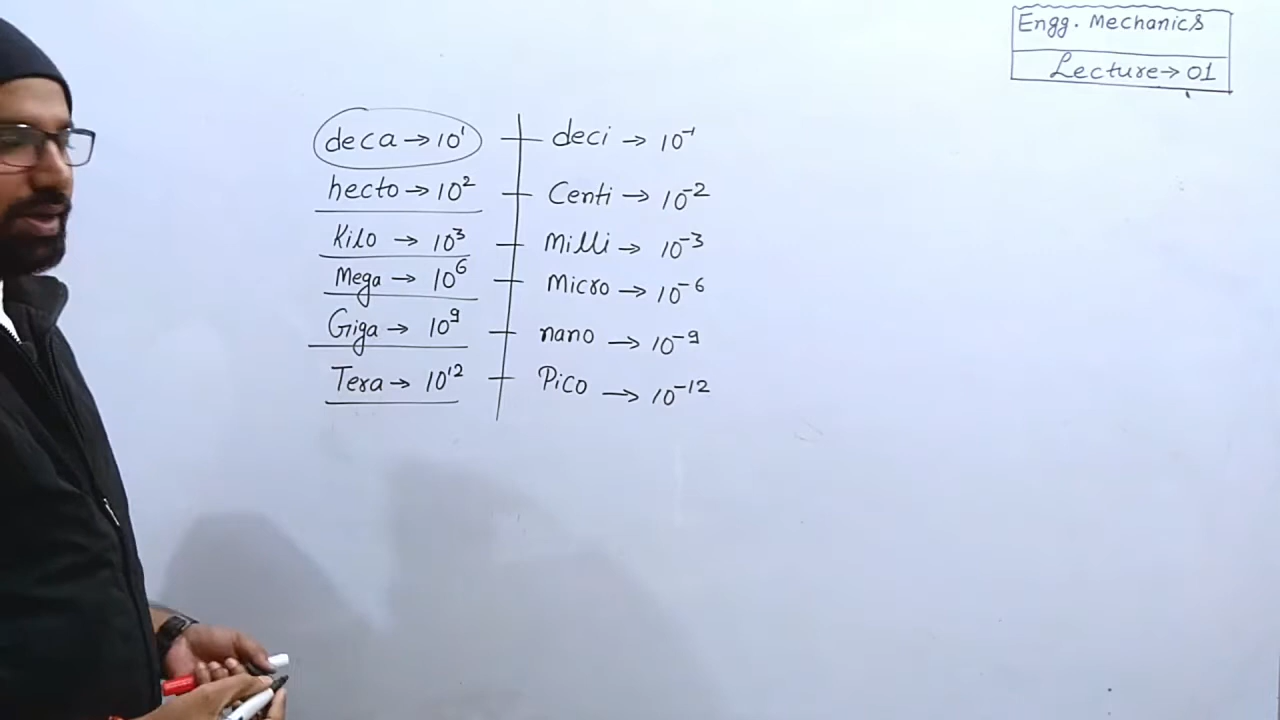 Engg. Mechanics
Lecture→01
deca→10¹ deci→10⁻¹
hecto→10² Centi→10⁻²
Kilo→10³ Milli→10⁻³
Mega→10⁶ Micro→10⁻⁶
Giga→10⁹ nano→10⁻⁹
Tera→10¹² Pico→10⁻¹²